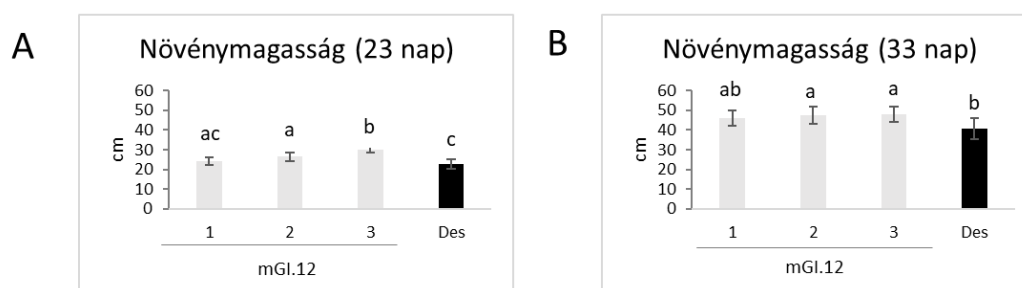 A
Növénymagasság (23 nap)
60
50
40
30
20
10
0
cm
ac
a
b
c
1
2
3
Des
mGI.12
B
Növénymagasság (33 nap)
60
50
40
30
20
10
0
cm
ab
a
a
b
1
2
3
Des
mGI.12